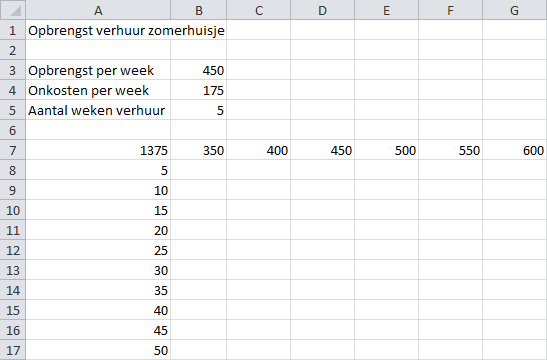 A B C D E F G
1 Opbrengst verhuur zomerhuisje
2
3 Opbrengst per week 450
4 Onkosten per week 175
5 Aantal weken verhuur 5
6
7 1375 350 400 450 500 550 600
8 5
9 10
10 15
11 20
12 25
13 30
14 35
15 40
16 45
17 50